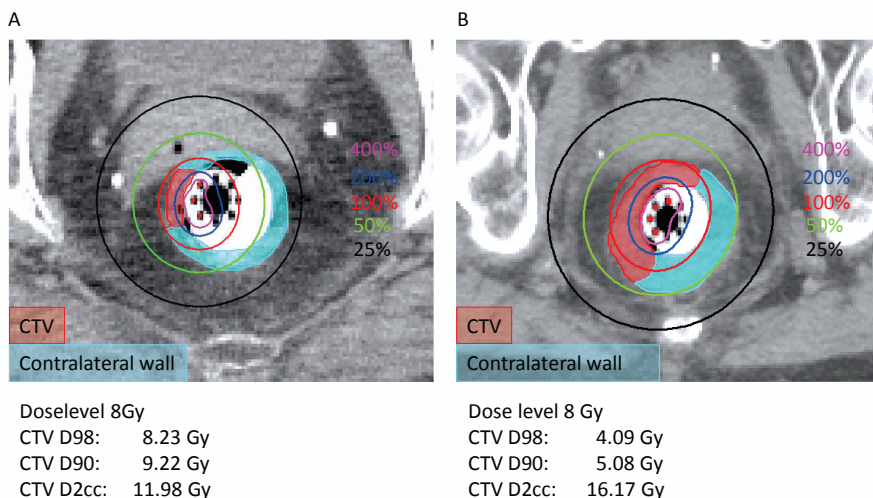 A
400%
200%
100%
50%
25%
CTV
Contralateral wall
Doselevel 8Gy
CTV D98: 8.23 Gy
CTV D90: 9.22 Gy
CTV D2cc: 11.98 Gy
B
400%
200%
100%
50%
25%
CTV
Contralateral wall
Dose level 8 Gy
CTV D98: 4.09 Gy
CTV D90: 5.08 Gy
CTV D2cc: 16.17 Gy